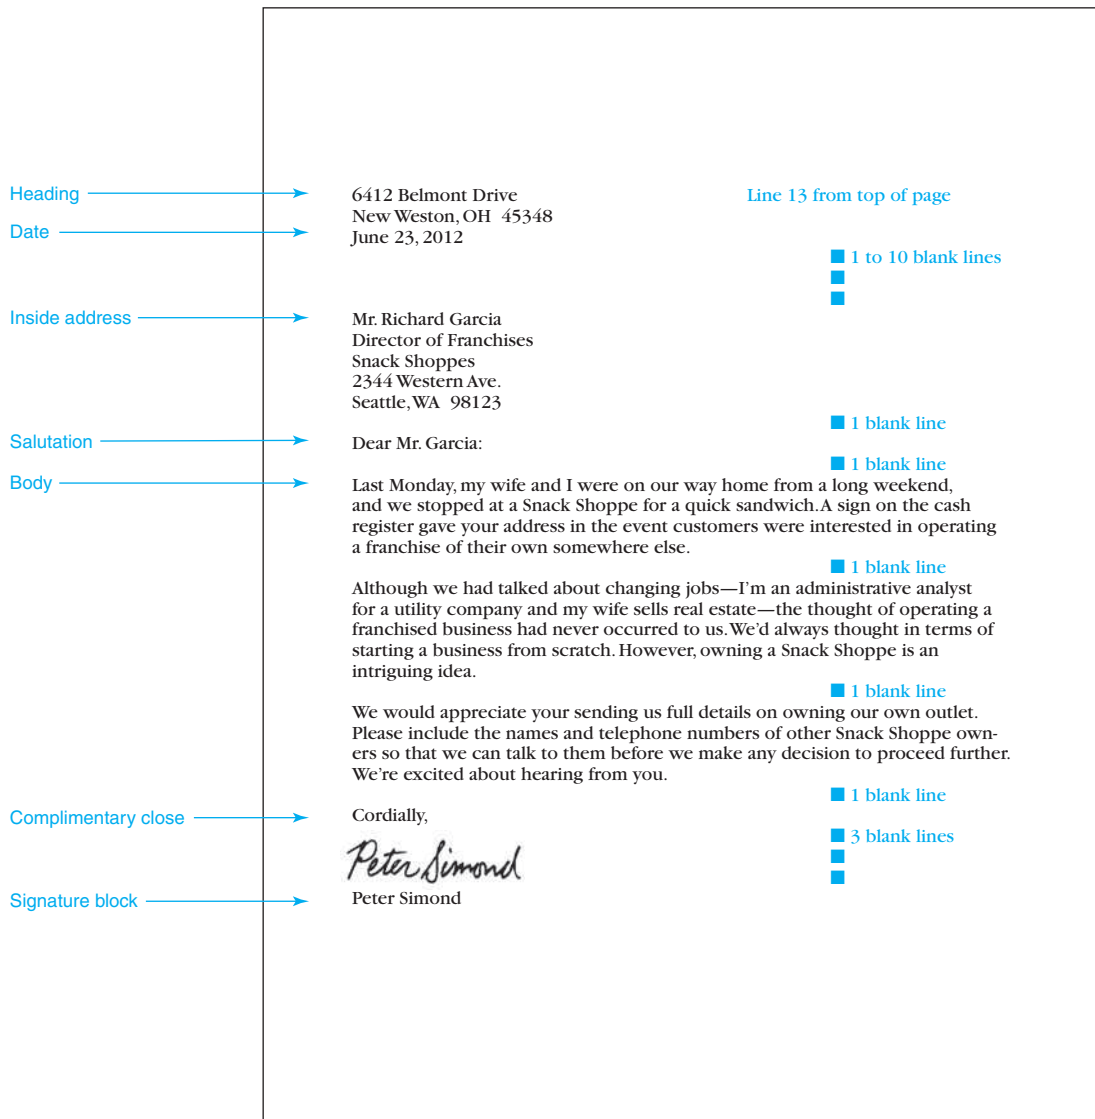 Heading
6412 Belmont Drive
Line 13 from top of page
New Weston, OH 45348
Date
June 23, 2012
■ 1 to 10 blank lines
■
■
Inside address
Mr. Richard Garcia
Director of Franchises
Snack Shoppes
2344 Western Ave.
Seattle, WA 98123
■ 1 blank line
Salutation
Dear Mr. Garcia:
■ 1 blank line
Body
Last Monday, my wife and I were on our way home from a long weekend,
and we stopped at a Snack Shoppe for a quick sandwich. A sign on the cash
register gave your address in the event customers were interested in operating
a franchise of their own somewhere else.
■ 1 blank line
Although we had talked about changing jobs—I'm an administrative analyst
for a utility company and my wife sells real estate—the thought of operating a
franchised business had never occurred to us. We'd always thought in terms of
starting a business from scratch. However, owning a Snack Shoppe is an
intriguing idea.
■ 1 blank line
We would appreciate your sending us full details on owning our own outlet.
Please include the names and telephone numbers of other Snack Shoppe own-
ers so that we can talk to them before we make any decision to proceed further.
We're excited about hearing from you.
■ 1 blank line
Complimentary close
Cordially,
■ 3 blank lines
■
■
Peter Simond
Signature block
Peter Simond